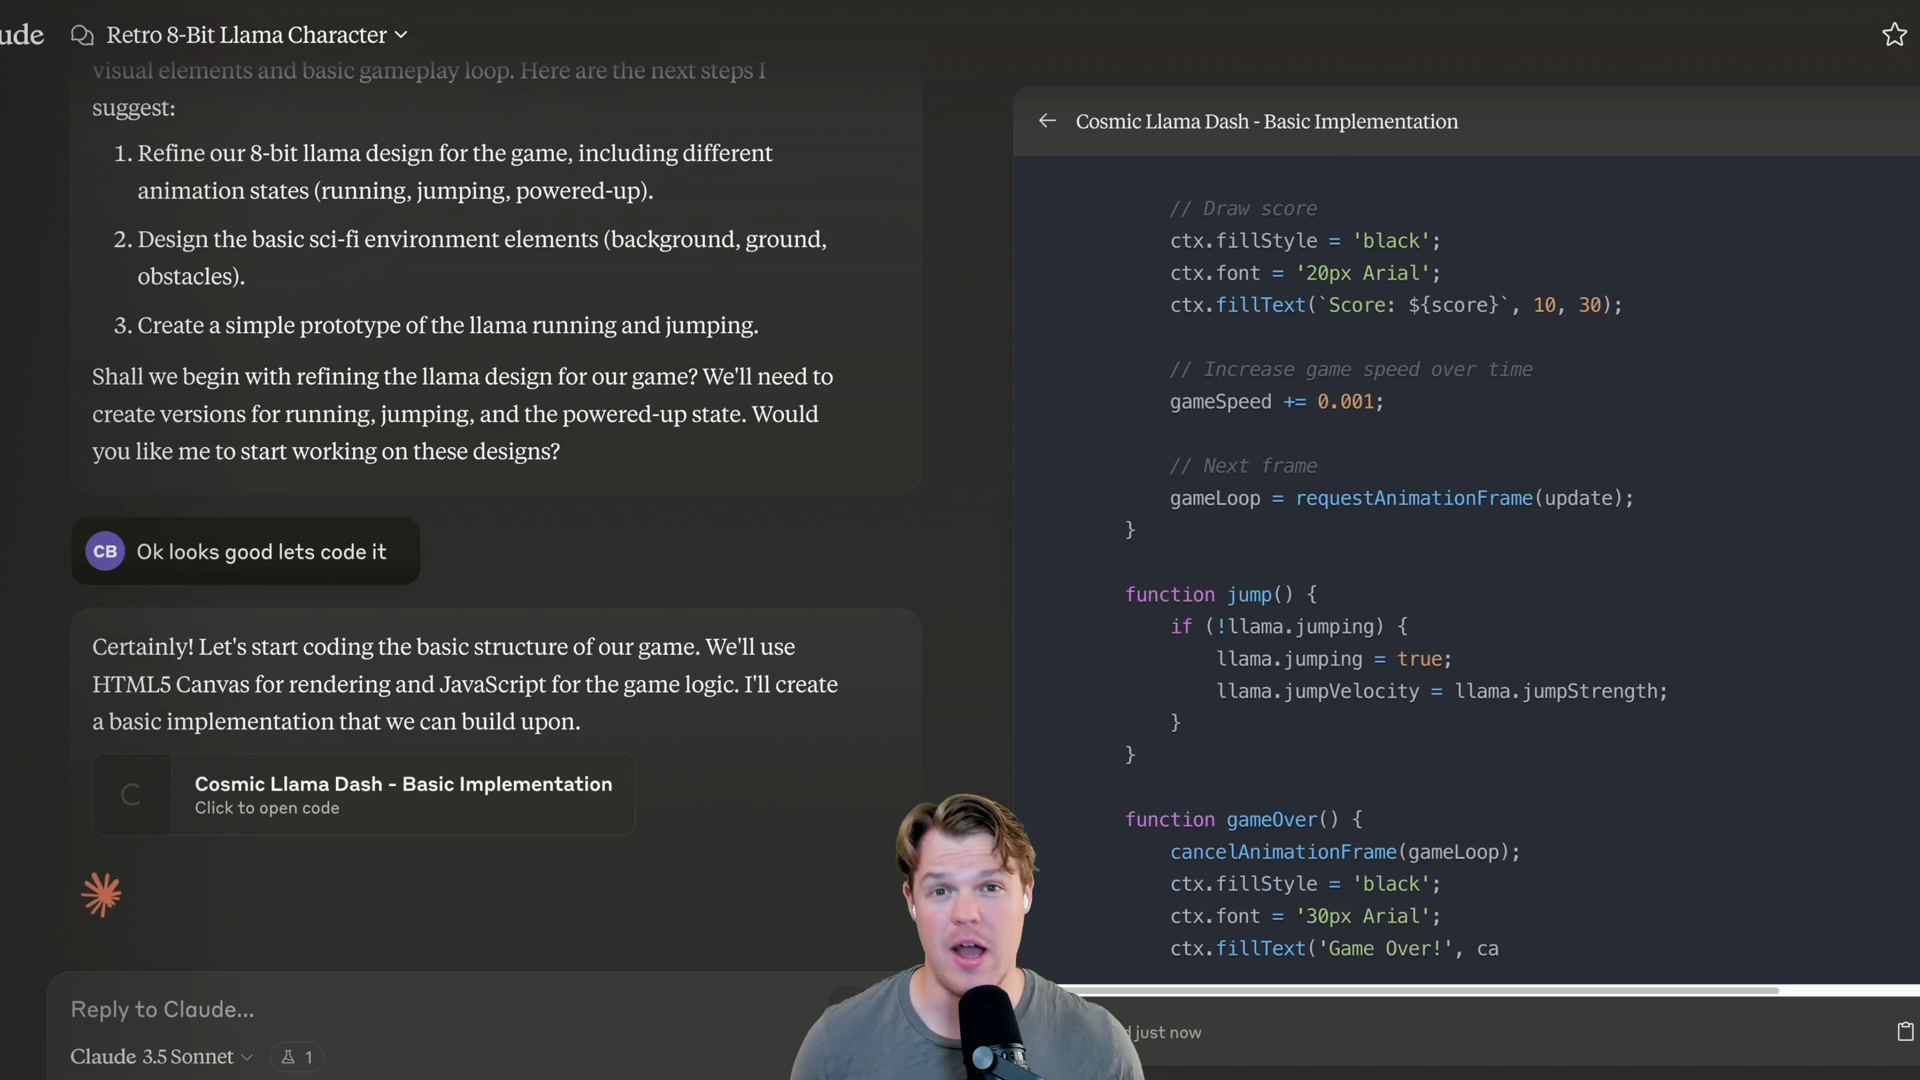 ude
Retro 8-Bit Llama Character
visual elements and basic gameplay loop. Here are the next steps I
suggest:
1. Refine our 8-bit llama design for the game, including different
animation states (running, jumping, powered-up).
2. Design the basic sci-fi environment elements (background, ground,
obstacles).
3. Create a simple prototype of the llama running and jumping.
Shall we begin with refining the llama design for our game? We'll need to
create versions for running, jumping, and the powered-up state. Would
you like me to start working on these designs?
CB Ok looks good lets code it
Certainly! Let's start coding the basic structure of our game. We'll use
HTML5 Canvas for rendering and JavaScript for the game logic. I'll create
a basic implementation that we can build upon.
Cosmic Llama Dash - Basic Implementation
Click to open code
Reply to Claude...
Claude 3.5 Sonnet 1
Cosmic Llama Dash - Basic Implementation
// Draw score
ctx.fillStyle = 'black';
ctx.font = '20px Arial';
ctx.fillText(`Score: ${score}`, 10, 30);
// Increase game speed over time
gameSpeed += 0.001;
// Next frame
gameLoop = requestAnimationFrame(update);
}
function jump() {
if (!llama.jumping) {
llama.jumping = true;
llama.jumpVelocity = llama.jumpStrength;
}
}
function gameOver() {
cancelAnimationFrame(gameLoop);
ctx.fillStyle = 'black';
ctx.font = '30px Arial';
ctx.fillText('Game Over!', ca
just now